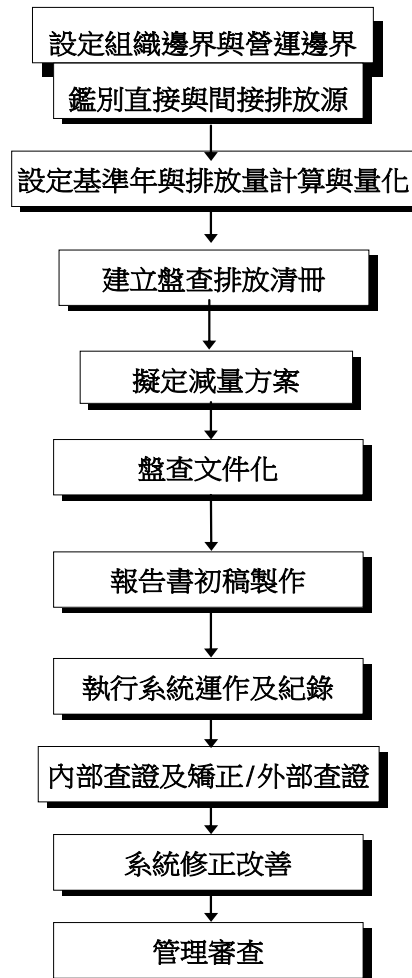 設定組織邊界與營運邊界
鑑別直接與間接排放源
設定基準年與排放量計算與量化
建立盤查排放清冊
擬定減量方案
盤查文件化
報告書初稿製作
執行系統運作及紀錄
內部查證及矯正/外部查證
系統修正改善
管理審查